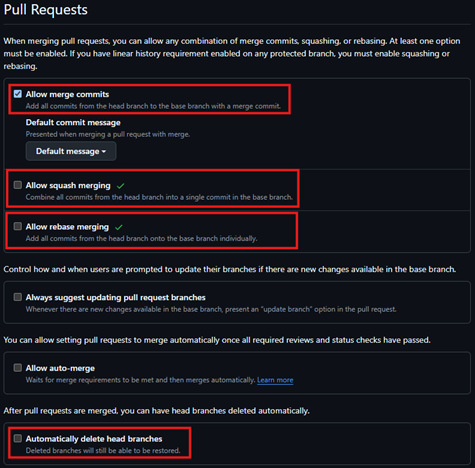 Pull Requests
When merging pull requests, you can allow any combination of merge commits, squashing, or rebasing. At least one option
must be enabled. If you have linear history requirement enabled on any protected branch, you must enable squashing or
rebasing.
Allow merge commits
Add all commits from the head branch to the base branch with a merge commit.
Default commit message
Presented when merging a pull request with merge.
Default message
Allow squash merging
Combine all commits from the head branch into a single commit in the base branch.
Allow rebase merging
Add all commits from the head branch onto the base branch individually.
Control how and when users are prompted to update their branches if there are new changes available in the base branch.
Always suggest updating pull request branches
Whenever there are new changes available in the base branch, present an "update branch" option in the pull request.
You can allow setting pull requests to merge automatically once all required reviews and status checks have passed.
Allow auto-merge
Waits for merge requirements to be met and then merges automatically. Learn more
After pull requests are merged, you can have head branches deleted automatically.
Automatically delete head branches
Deleted branches will still be able to be restored.